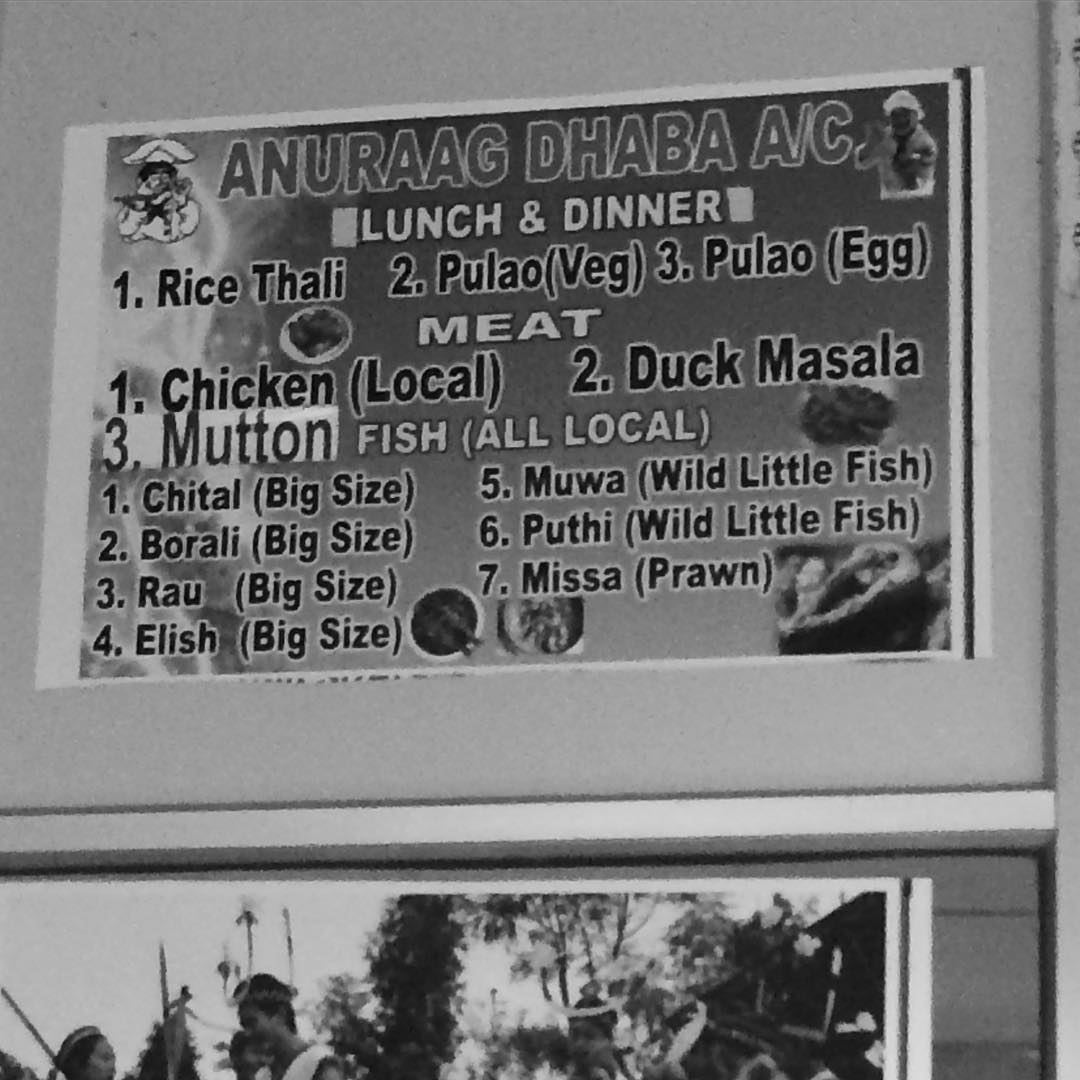 ANURAAG DHABA A/C
LUNCH & DINNER
1. Rice Thali 2. Pulao(Veg) 3. Pulao (Egg)
MEAT
1. Chicken (Local) 2. Duck Masala
3. Mutton FISH (ALL LOCAL)
1. Chital (Big Size) 5. Muwa (Wild Little Fish)
2. Borali (Big Size) 6. Puthi (Wild Little Fish)
3. Rau (Big Size) 7. Missa (Prawn)
4. Elish (Big Size)